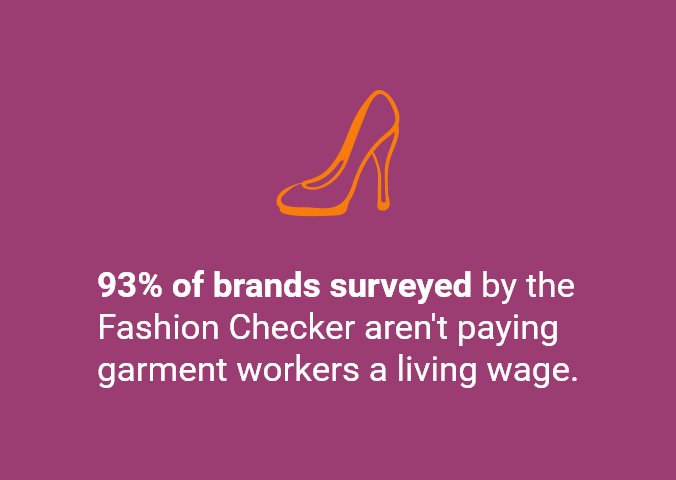 93% of brands surveyed by the
Fashion Checker aren't paying
garment workers a living wage.